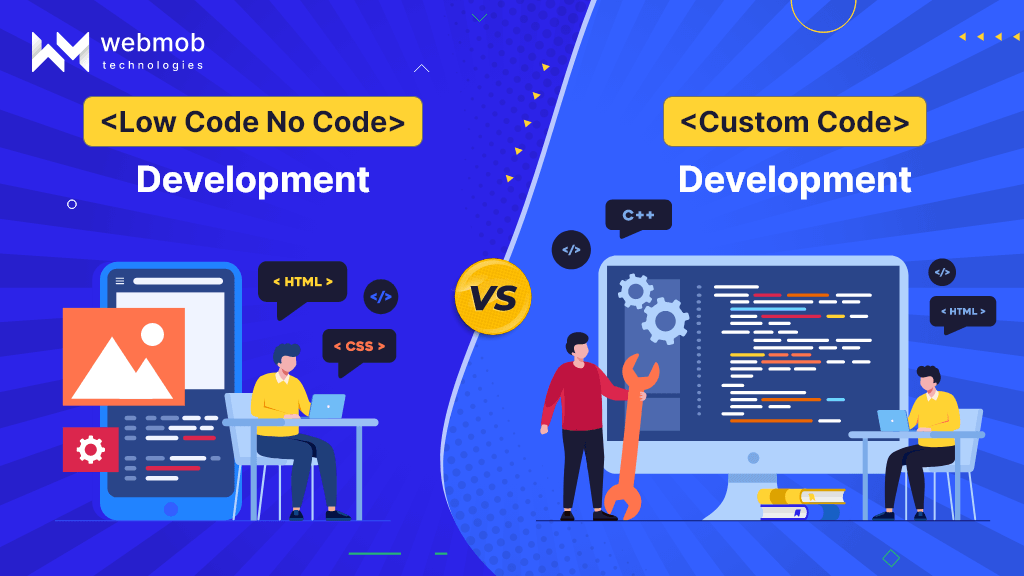 webmob
technologies
<Low Code No Code>
Development
<Custom Code>
Development
VS
< HTML >
</>
< CSS >
C++
</>
</>
< HTML >